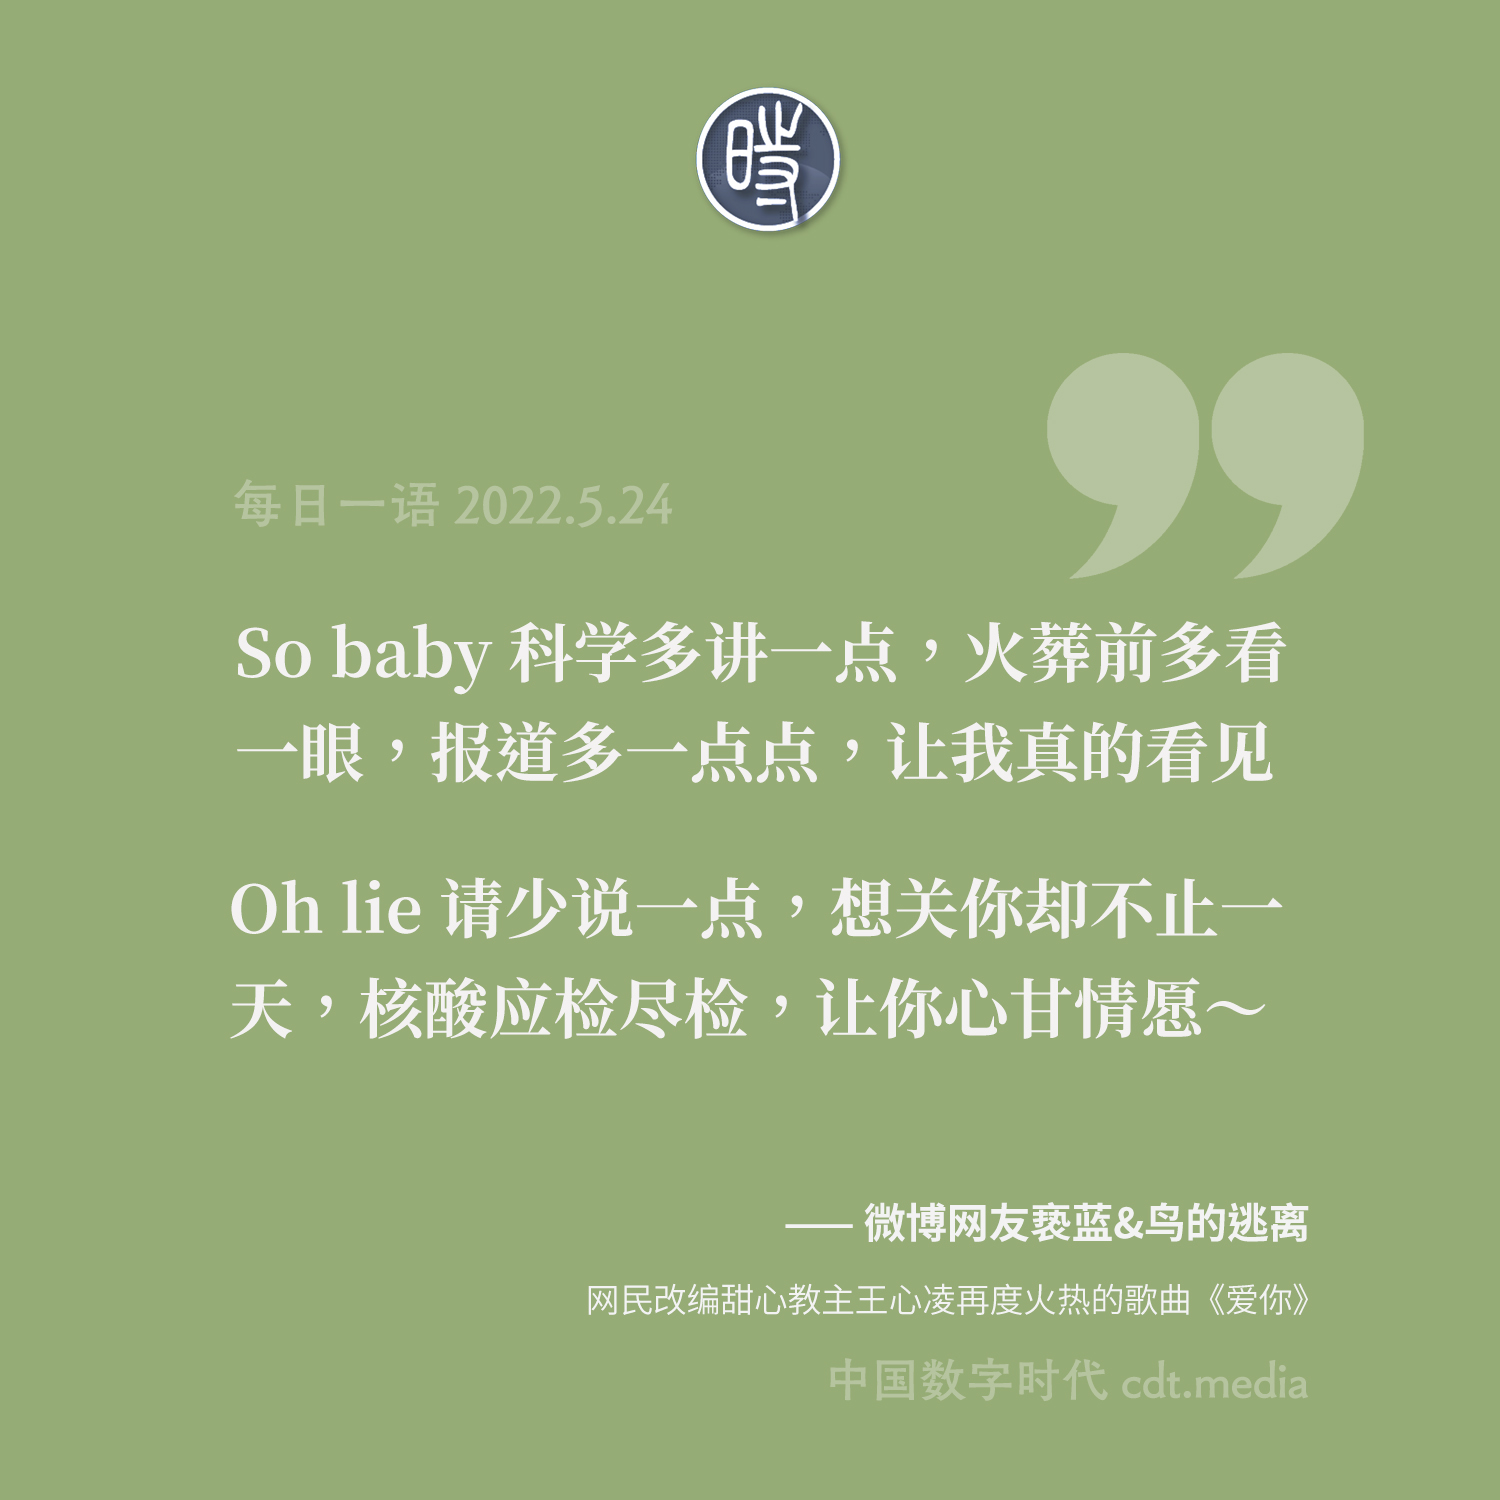 時
每日一语 2022.5.24
So baby 科学多讲一点，火葬前多看
一眼，报道多一点点，让我真的看见
Oh lie 请少说一点，想关你却不止一
天，核酸应检尽检，让你心甘情愿～
—— 微博网友亵蓝&鸟的逃离
网民改编甜心教主王心凌再度火热的歌曲《爱你》
中国数字时代 cdt.media